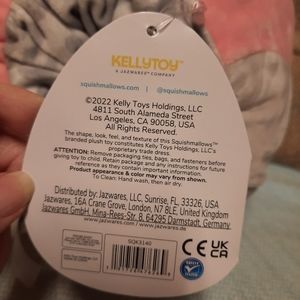 KELLYTOY
A JAZWARES® COMPANY
squishmallows.com @squishmallows
©2022 Kelly Toys Holdings, LLC
4811 South Alameda Street
Los Angeles, CA 90058, USA
All Rights Reserved.
The shape, look, feel, and texture of this Squishmallows™
branded plush toy constitutes Kelly Toys Holdings, LLC's
proprietary trade dress.
ATTENTION: Remove packaging ties, bags, and fasteners before
giving toy to child. Retain package and any instructions for
future reference.
Product appearance & color may vary from shown.
To Clean: Hand wash, then air dry.
Distributed by: Jazwares, LLC, Sunrise, FL. 33326, USA
Jazwares, 16A Crane Grove, London, N7 8LE, United Kingdom
Jazwares GmbH, Mina-Rees-Str. 8, 64295 Darmstadt, Germany
www.jazwares.com / www.jazwares.de
SQK3140
CE UK
CA